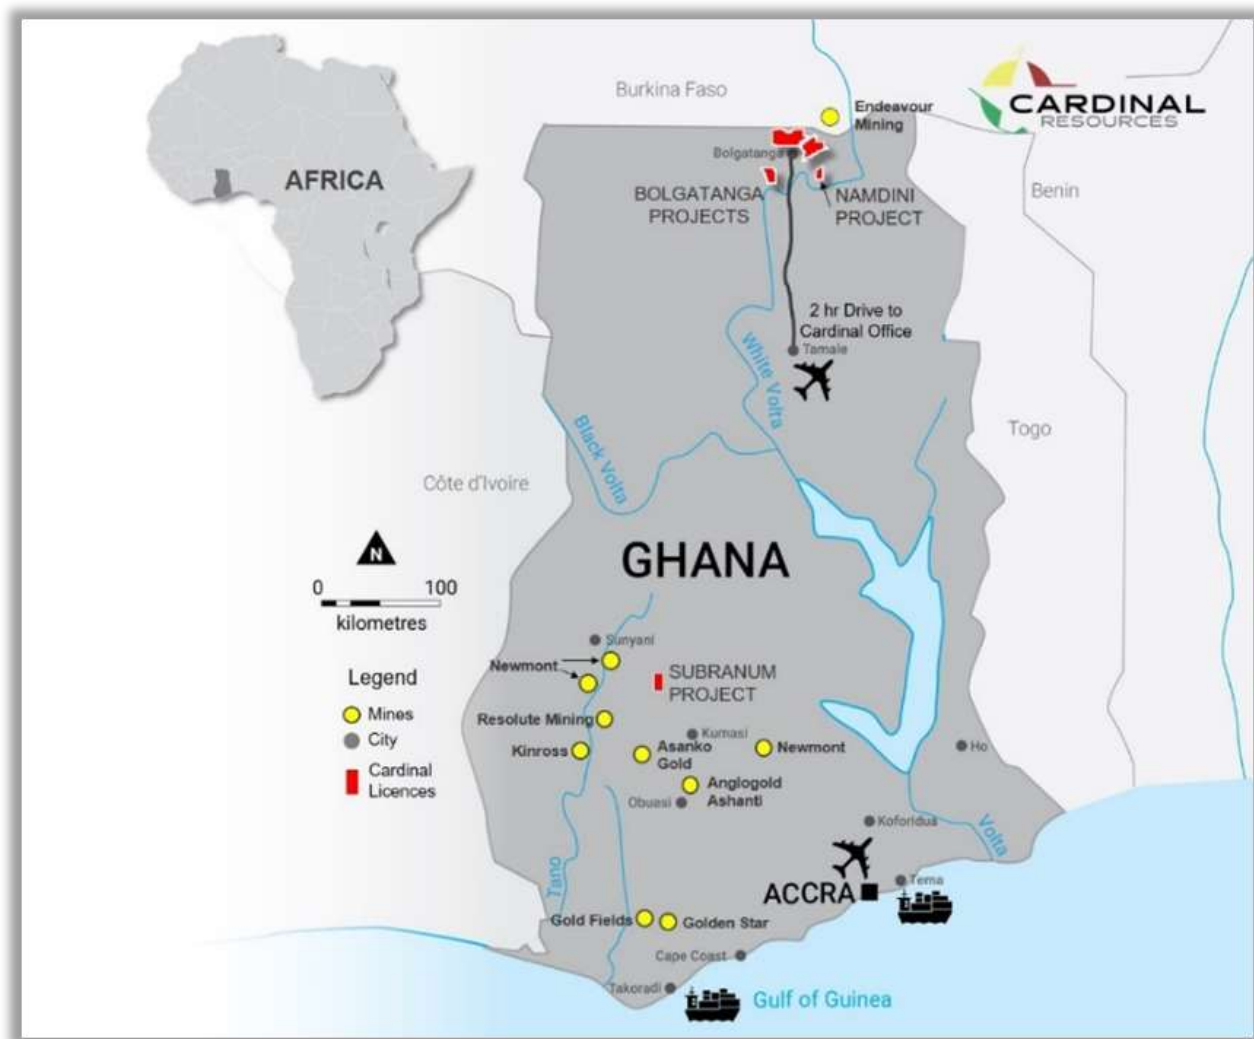 Burkina Faso
CARDINAL
RESOURCES
Endeavour
Mining
Bolgatanga
AFRICA
BOLGATANGA
PROJECTS
NAMDINI
PROJECT
Benin
2 hr Drive to
Cardinal Office
Tamale
White Volta
Black Volta
Togo
Côte d'Ivoire
N
GHANA
0 100
kilometres
Sunyani
Newmont
SUBRANUM
PROJECT
Legend
Mines
City
Cardinal
Licences
Resolute Mining
Kumasi
Kinross
Asanko
Gold
Newmont
Ho
Anglogold
Ashanti
Obuasi
Koforidua
Volta
Tano
Tema
ACCRA
Gold Fields
Golden Star
Cape Coast
Takoradi
Gulf of Guinea